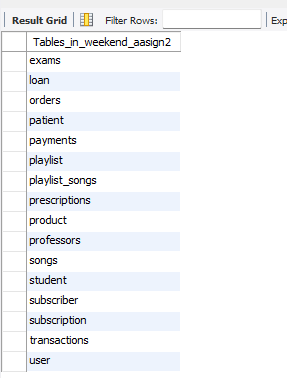 Result Grid Filter Rows: Exp
Tables_in_weekend_aasign2
exams
loan
orders
patient
payments
playlist
playlist_songs
prescriptions
product
professors
songs
student
subscriber
subscription
transactions
user